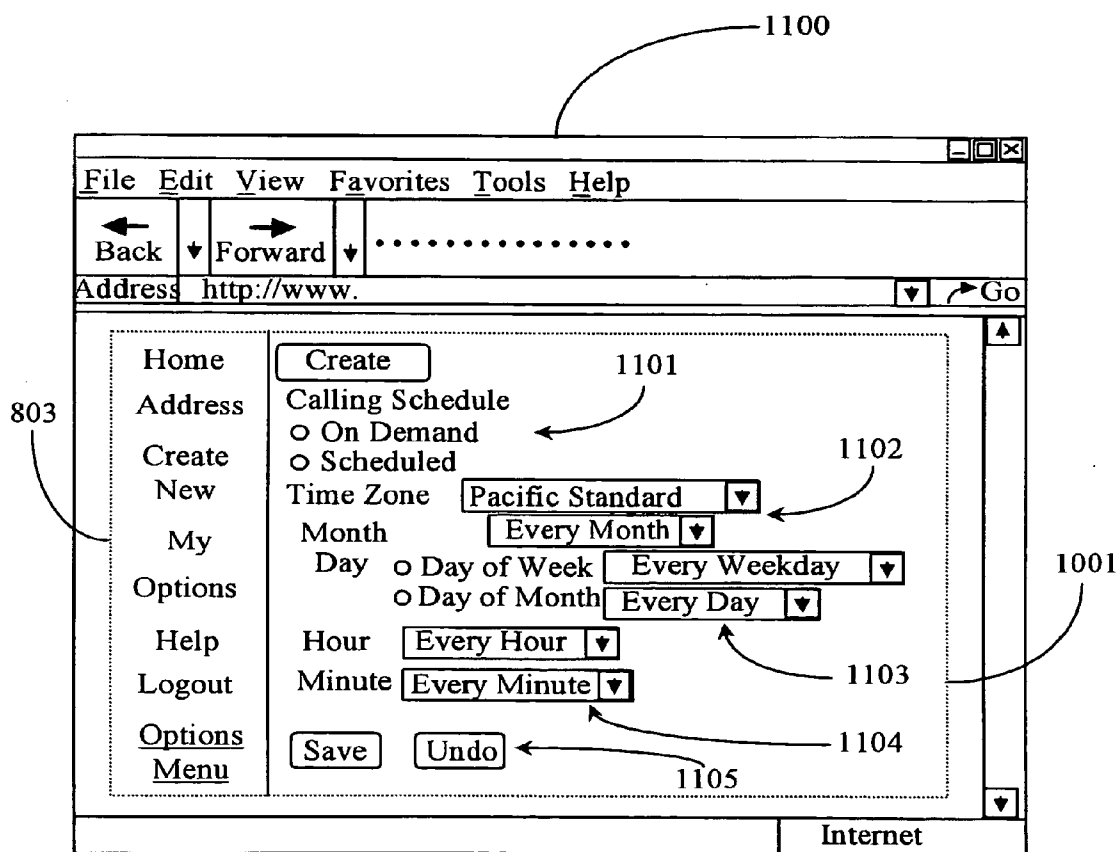 1100
File Edit View Favorites Tools Help
Back Forward
Address http://www. Go
803
Home
Address
Create
New
My
Options
Help
Logout
Options
Menu
Create
1101
Calling Schedule
On Demand
Scheduled
1102
Time Zone Pacific Standard
Month Every Month
Day Day of Week Every Weekday
Day of Month Every Day
1001
Hour Every Hour
1103
Minute Every Minute
1104
Save Undo
1105
Internet